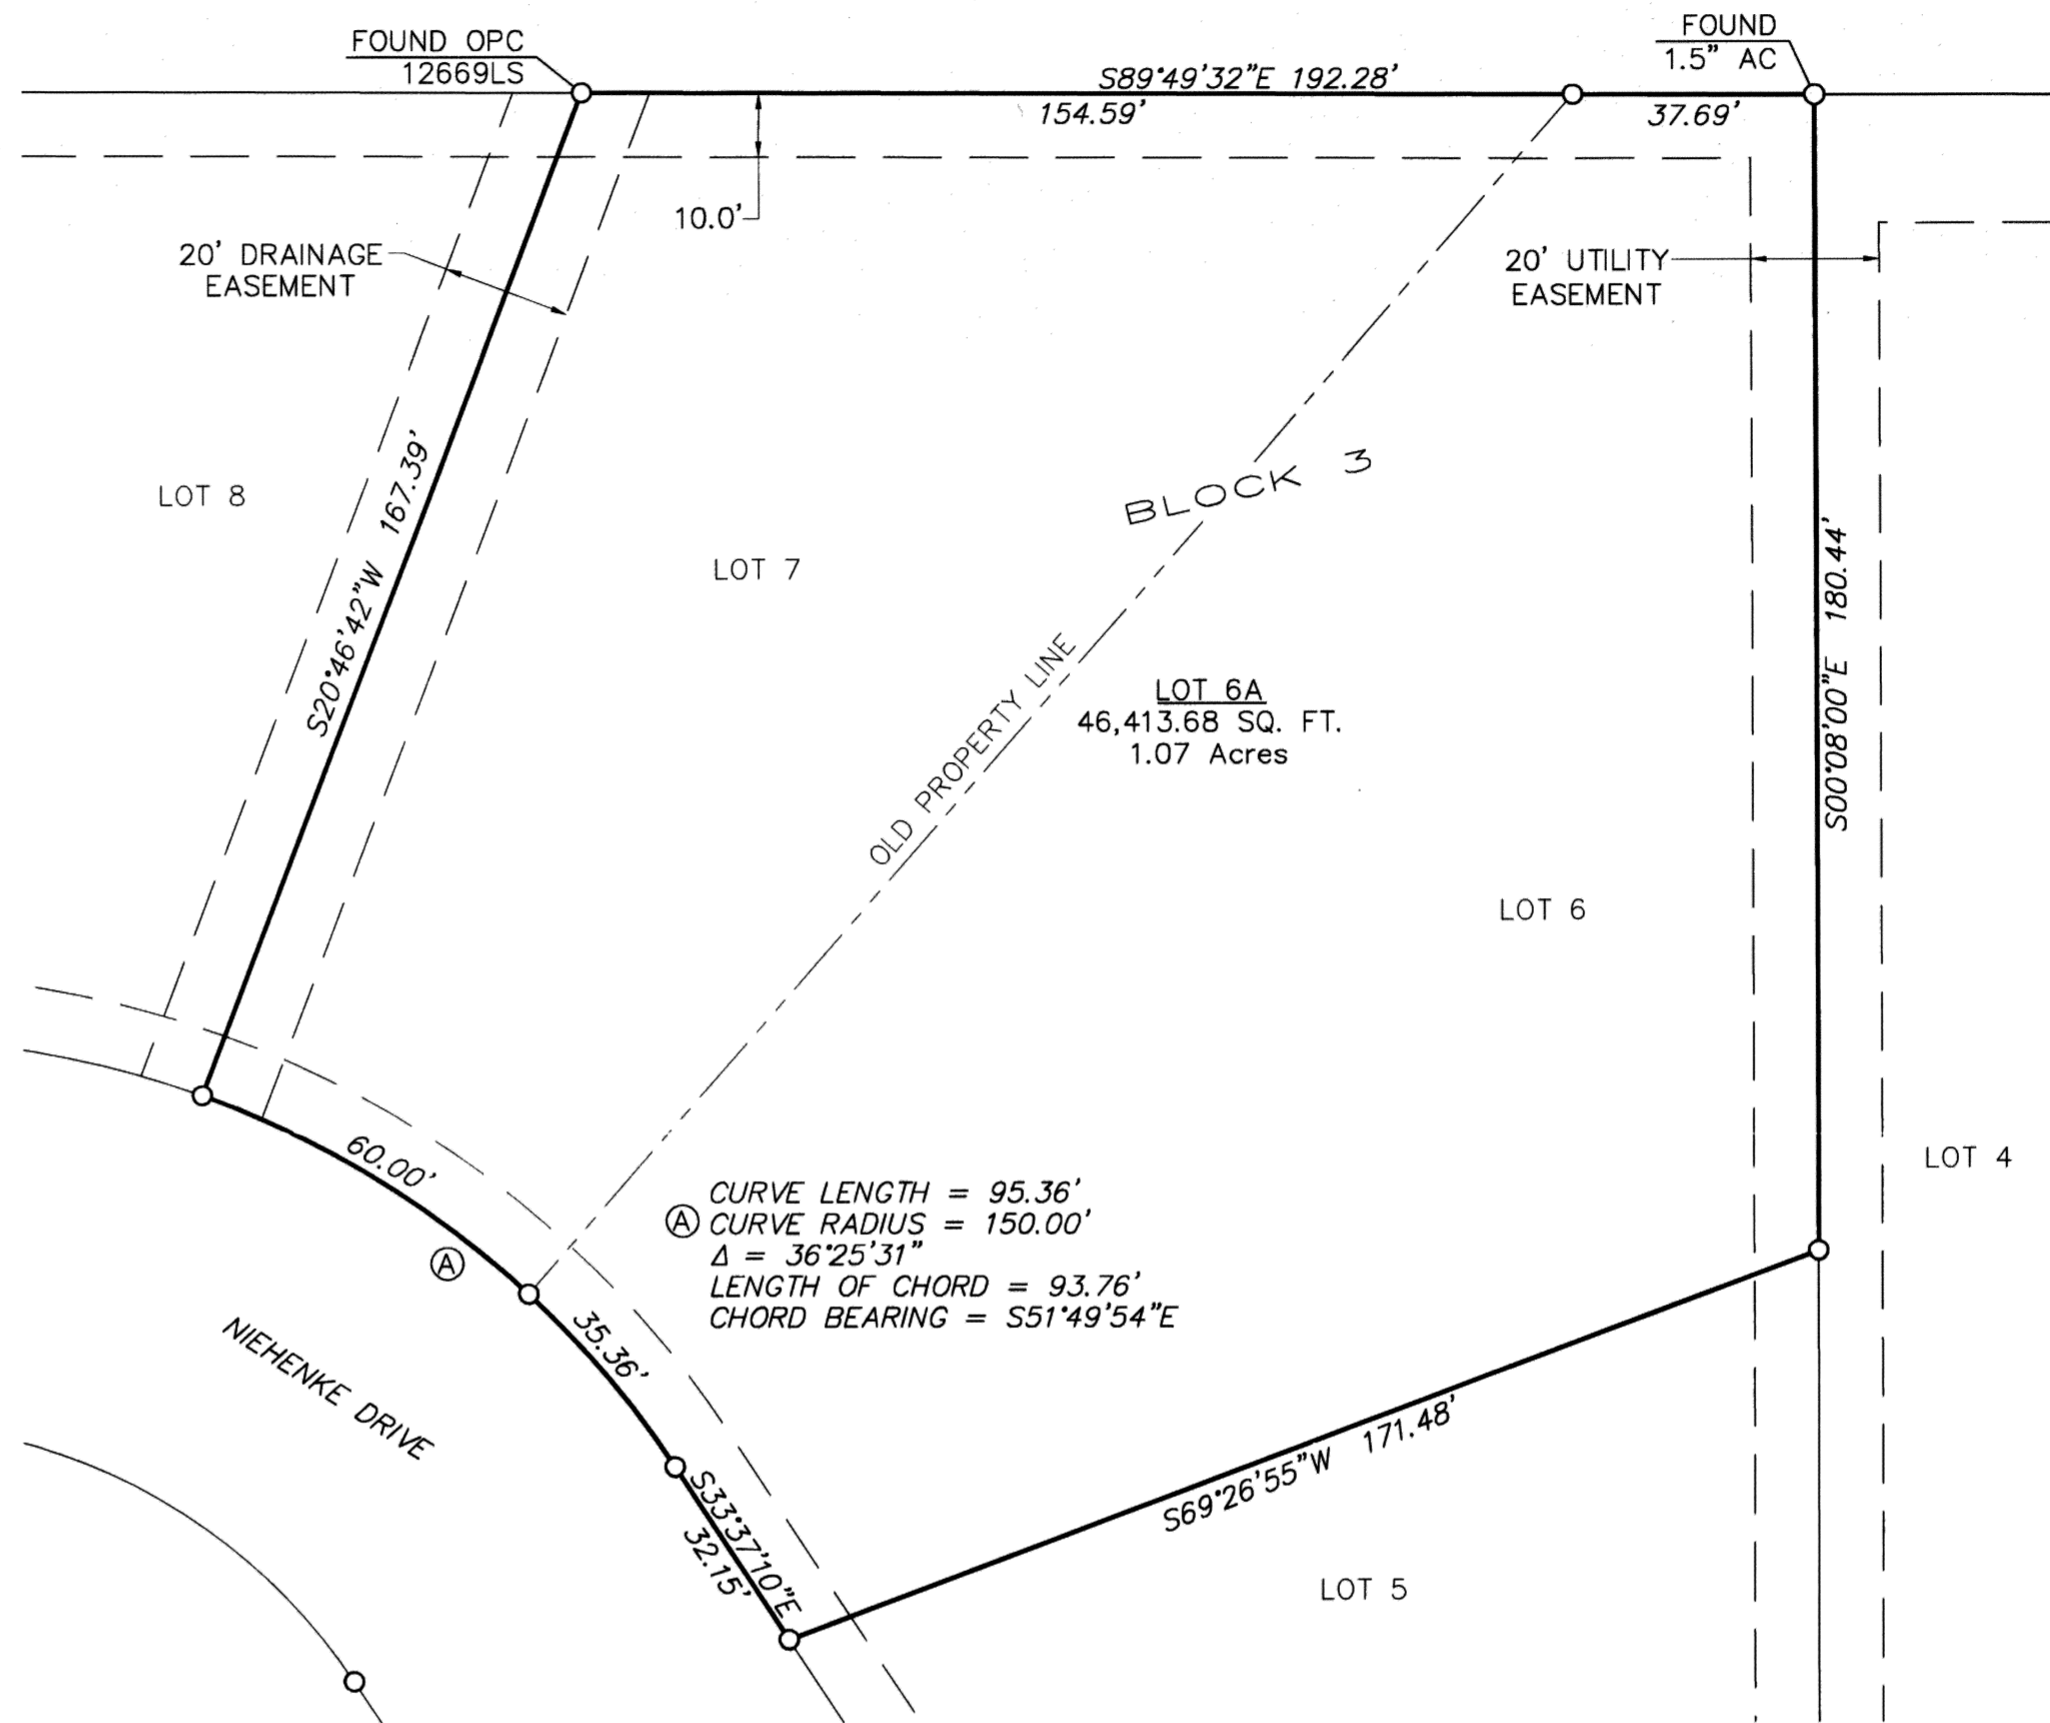 FOUND OPC
12669LS
FOUND
1.5” AC
S89°49'32”E 192.28'
154.59'
37.69'
10.0'
20' DRAINAGE
EASEMENT
20' UTILITY
EASEMENT
BLOCK 3
LOT 8
S20°46'42”W 167.39'
LOT 7
S00°08'00”E 180.44'
OLD PROPERTY LINE
LOT 6A
46,413.68 SQ. FT.
1.07 Acres
LOT 6
LOT 4
60.00'
A
CURVE LENGTH = 95.36'
A CURVE RADIUS = 150.00'
Δ = 36°25'31”
LENGTH OF CHORD = 93.76'
CHORD BEARING = S51°49'54”E
35.36'
NIEHENKE DRIVE
S33°37'10”E
32.15'
S69°26'55”W 171.48'
LOT 5